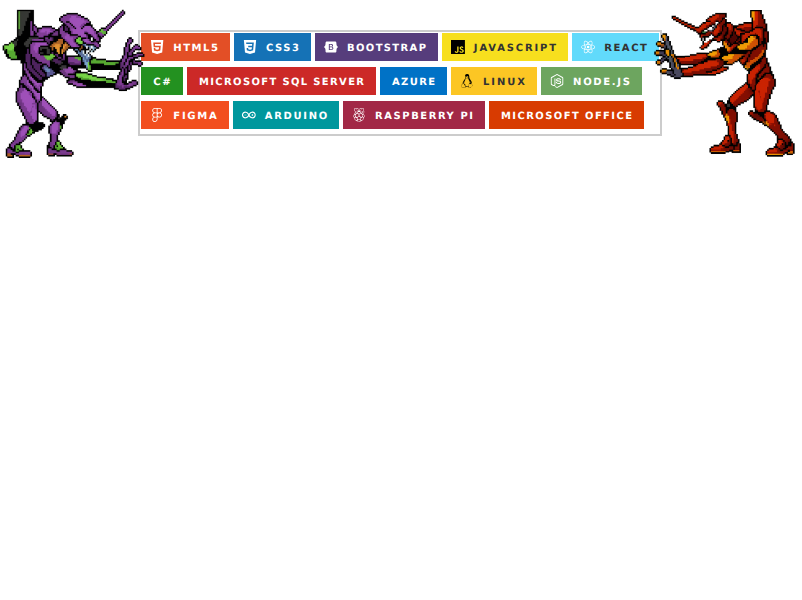 HTML5 CSS3 BOOTSTRAP JAVASCRIPT REACT
C# MICROSOFT SQL SERVER AZURE LINUX NODE.JS
FIGMA ARDUINO RASPBERRY PI MICROSOFT OFFICE